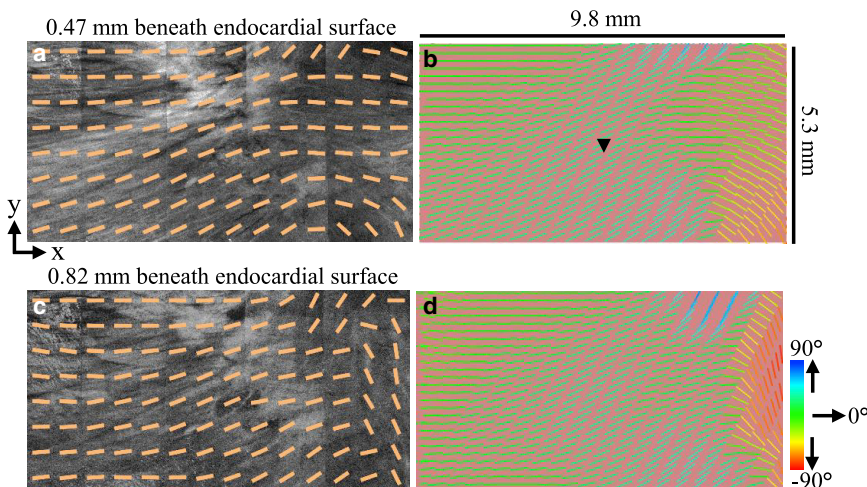 0.47 mm beneath endocardial surface
9.8 mm
a
b
5.3 mm
y
x
0.82 mm beneath endocardial surface
c
d
90°
0°
-90°